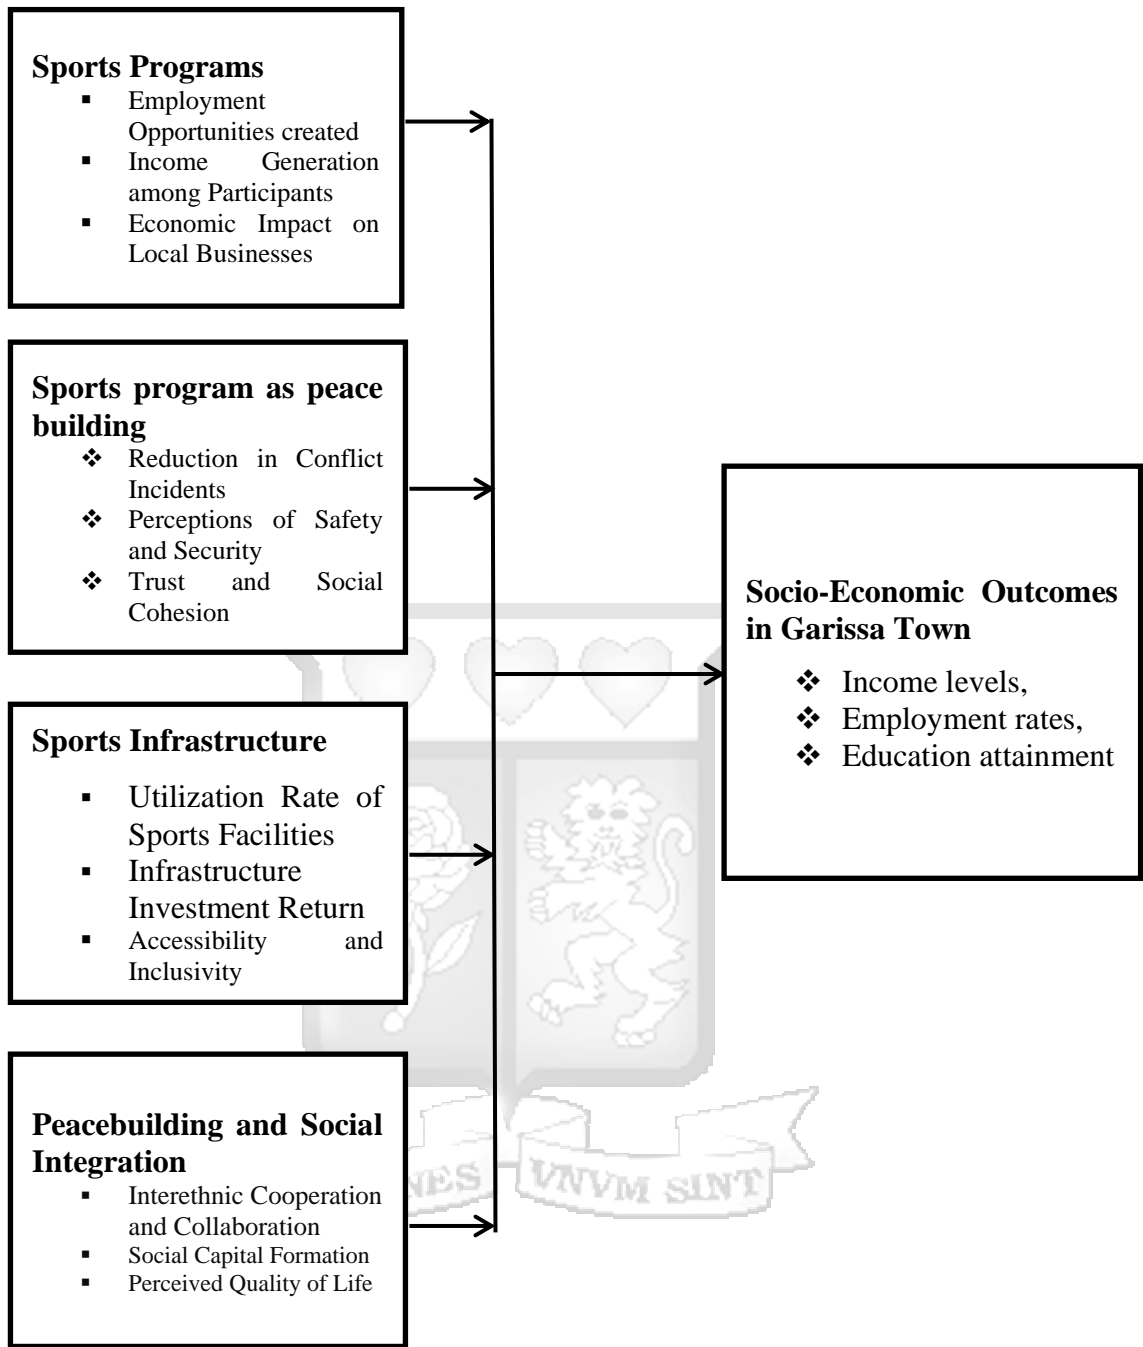 Sports Programs
▪ Employment
Opportunities created
▪ Income Generation
among Participants
▪ Economic Impact on
Local Businesses
Sports program as peace
building
❖ Reduction in Conflict
Incidents
❖ Perceptions of Safety
and Security
❖ Trust and Social
Cohesion
Sports Infrastructure
▪ Utilization Rate of
Sports Facilities
▪ Infrastructure
Investment Return
▪ Accessibility and
Inclusivity
Peacebuilding and Social
Integration
▪ Interethnic Cooperation
and Collaboration
▪ Social Capital Formation
▪ Perceived Quality of Life
Socio-Economic Outcomes
in Garissa Town
❖ Income levels,
❖ Employment rates,
❖ Education attainment
VNVM SINT